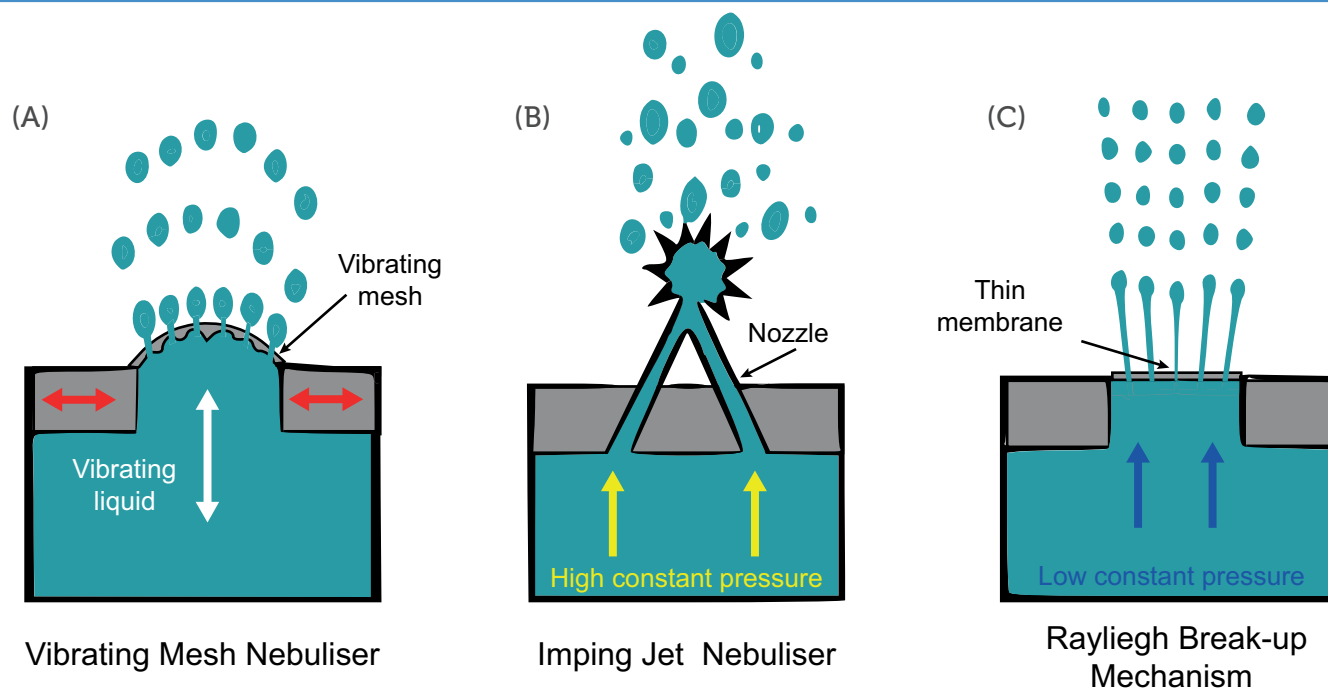 (A)
Vibrating
mesh
Vibrating
liquid
Vibrating Mesh Nebuliser
(B)
Nozzle
High constant pressure
Imping Jet  Nebuliser
(C)
Thin
membrane
Low constant pressure
Rayliegh Break-up
Mechanism